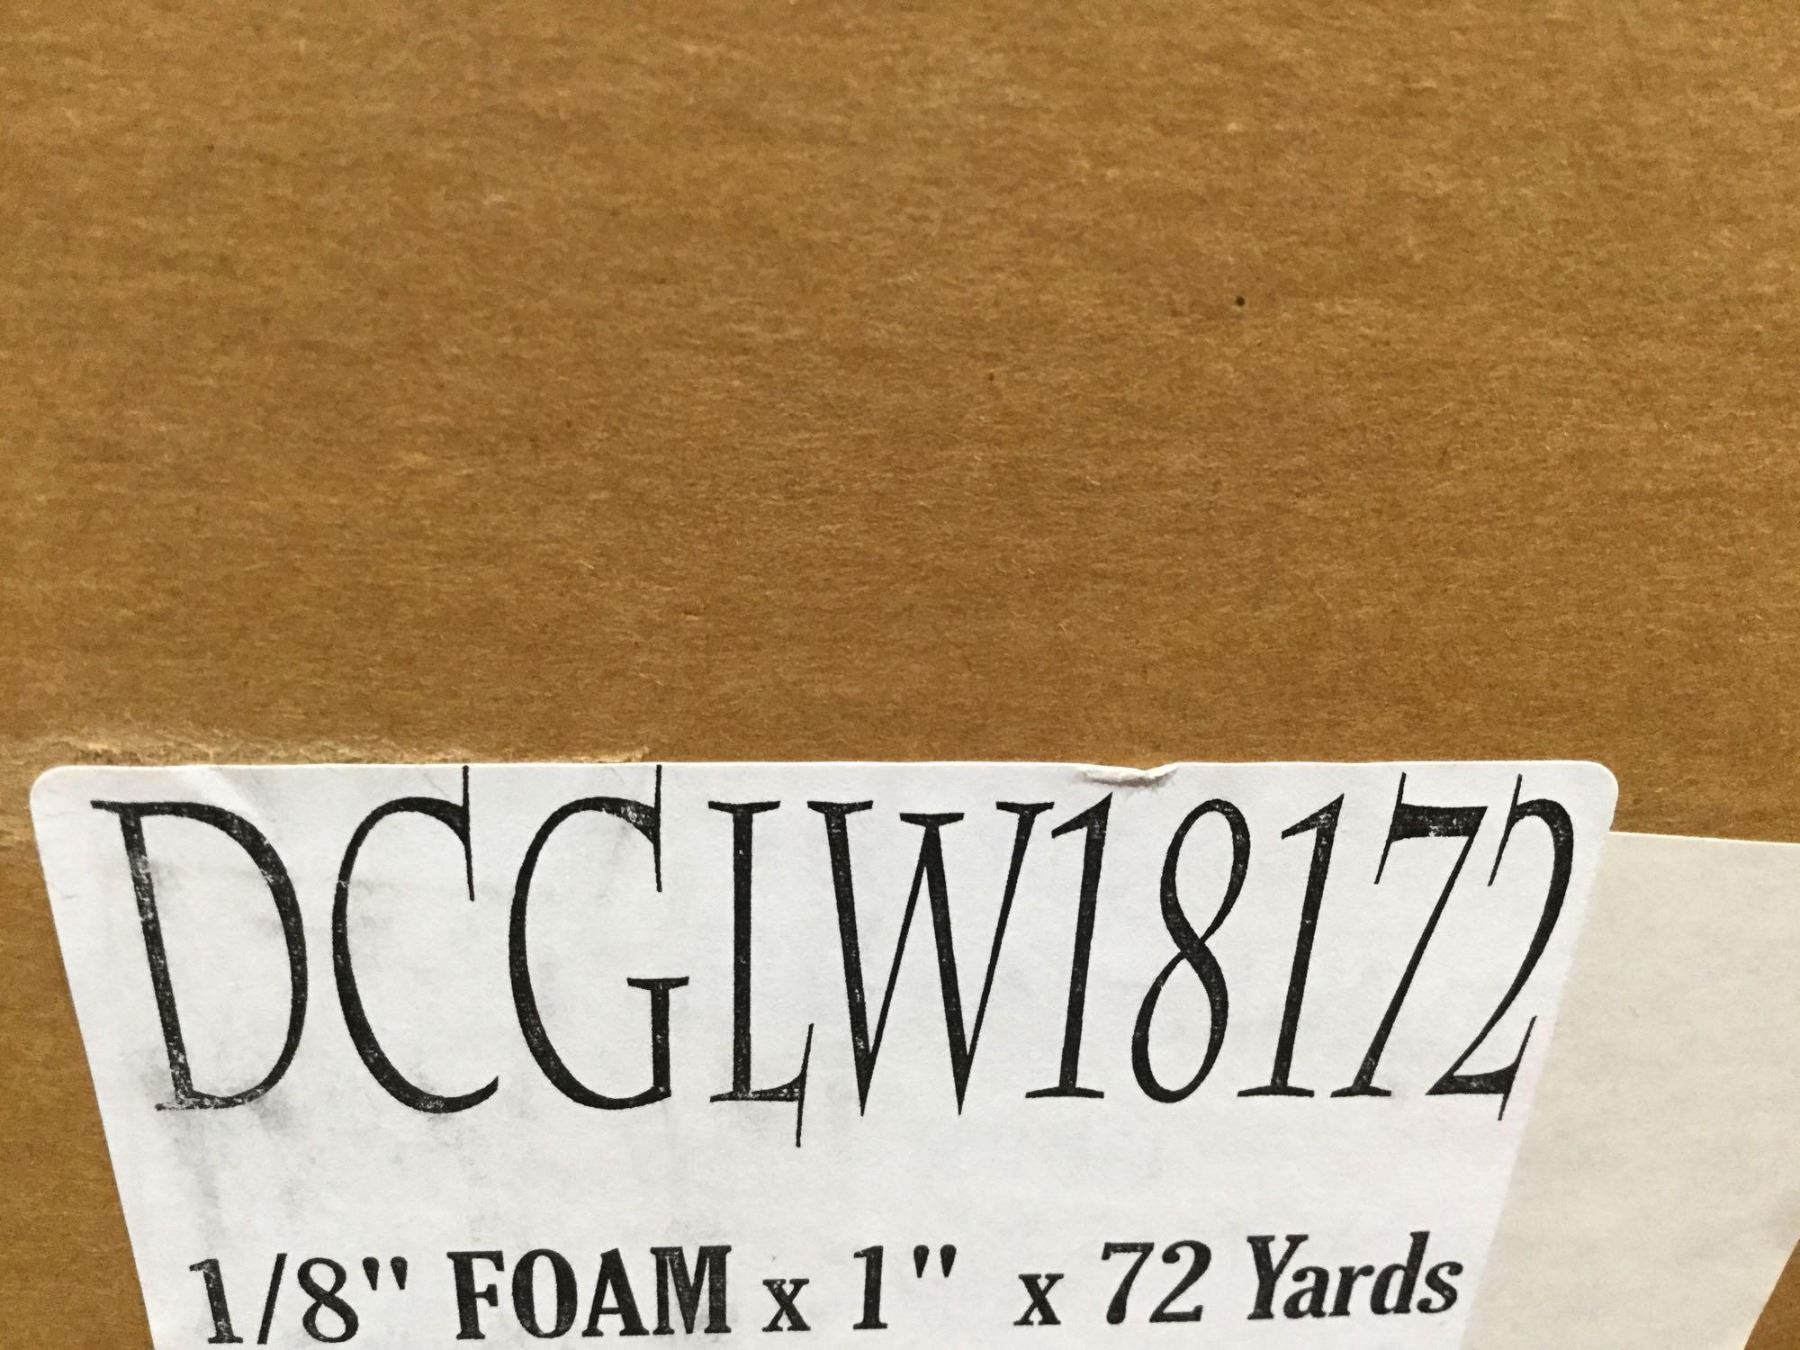 DCGLW18172
1/8" FOAM x 1" x 72 Yards